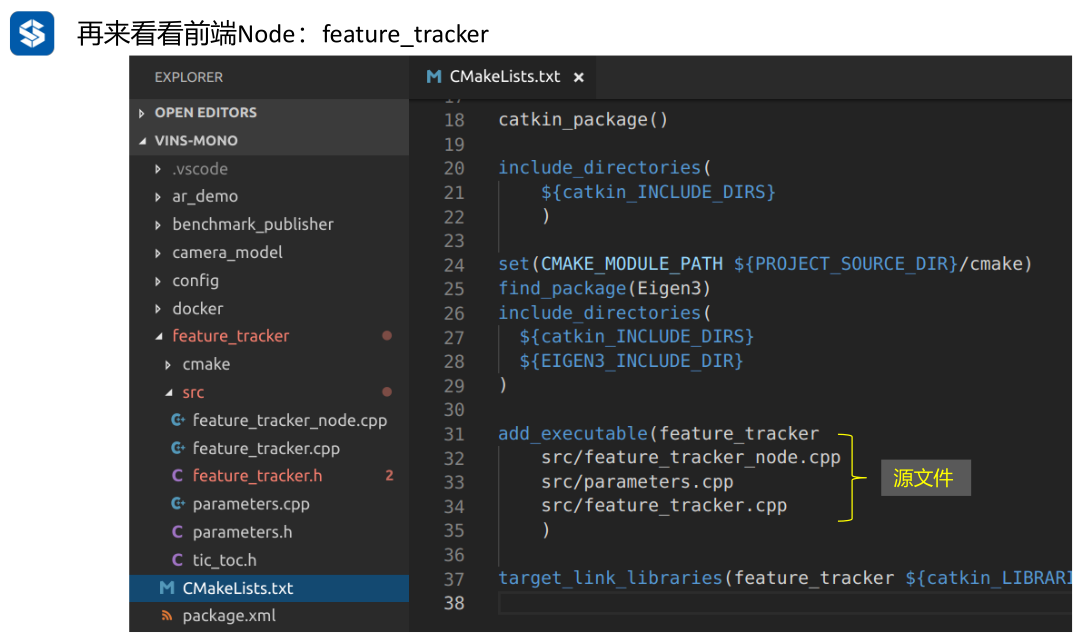 再来看看前端Node：feature_tracker
EXPLORER
OPEN EDITORS
VINS-MONO
.vscode
ar_demo
benchmark_publisher
camera_model
config
docker
feature_tracker
cmake
src
feature_tracker_node.cpp
feature_tracker.cpp
feature_tracker.h 2
parameters.cpp
parameters.h
tic_toc.h
CMakeLists.txt
package.xml
CMakeLists.txt ×
17
18 catkin_package()
19
20 include_directories(
21 ${catkin_INCLUDE_DIRS}
22 )
23
24 set(CMAKE_MODULE_PATH ${PROJECT_SOURCE_DIR}/cmake)
25 find_package(Eigen3)
26 include_directories(
27 ${catkin_INCLUDE_DIRS}
28 ${EIGEN3_INCLUDE_DIR}
29 )
30
31 add_executable(feature_tracker
32 src/feature_tracker_node.cpp
33 src/parameters.cpp
34 src/feature_tracker.cpp
35 )
36
37 target_link_libraries(feature_tracker ${catkin_LIBRARI
38
源文件